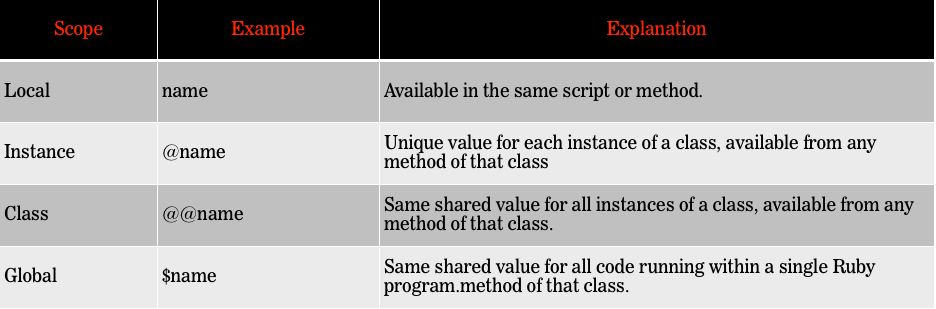 Scope Example Explanation
Local name Available in the same script or method.
Instance @name Unique value for each instance of a class, available from any
method of that class
Class @@name Same shared value for all instances of a class, available from any
method of that class.
Global $name Same shared value for all code running within a single Ruby
program.method of that class.